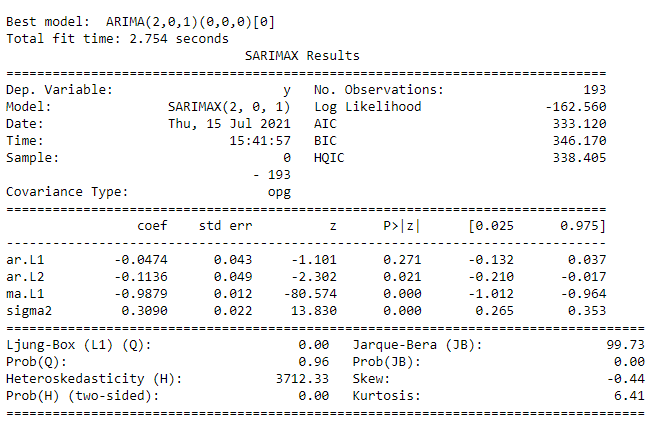 Best model:  ARIMA(2,0,1)(0,0,0)[0]
Total fit time: 2.754 seconds
                               SARIMAX Results
==============================================================================
Dep. Variable:                      y   No. Observations:                  193
Model:               SARIMAX(2, 0, 1)   Log Likelihood                -162.560
Date:                Thu, 15 Jul 2021   AIC                            333.120
Time:                        15:41:57   BIC                            346.170
Sample:                             0   HQIC                           338.405
                                - 193
Covariance Type:                  opg
==============================================================================
                 coef    std err          z      P>|z|      [0.025      0.975]
------------------------------------------------------------------------------
ar.L1         -0.0474      0.043     -1.101      0.271      -0.132       0.037
ar.L2         -0.1136      0.049     -2.302      0.021      -0.210      -0.017
ma.L1         -0.9879      0.012    -80.574      0.000      -1.012      -0.964
sigma2         0.3090      0.022     13.830      0.000       0.265       0.353
===================================================================================
Ljung-Box (L1) (Q):                   0.00   Jarque-Bera (JB):                99.73
Prob(Q):                              0.96   Prob(JB):                         0.00
Heteroskedasticity (H):            3712.33   Skew:                            -0.44
Prob(H) (two-sided):                  0.00   Kurtosis:                         6.41
===================================================================================